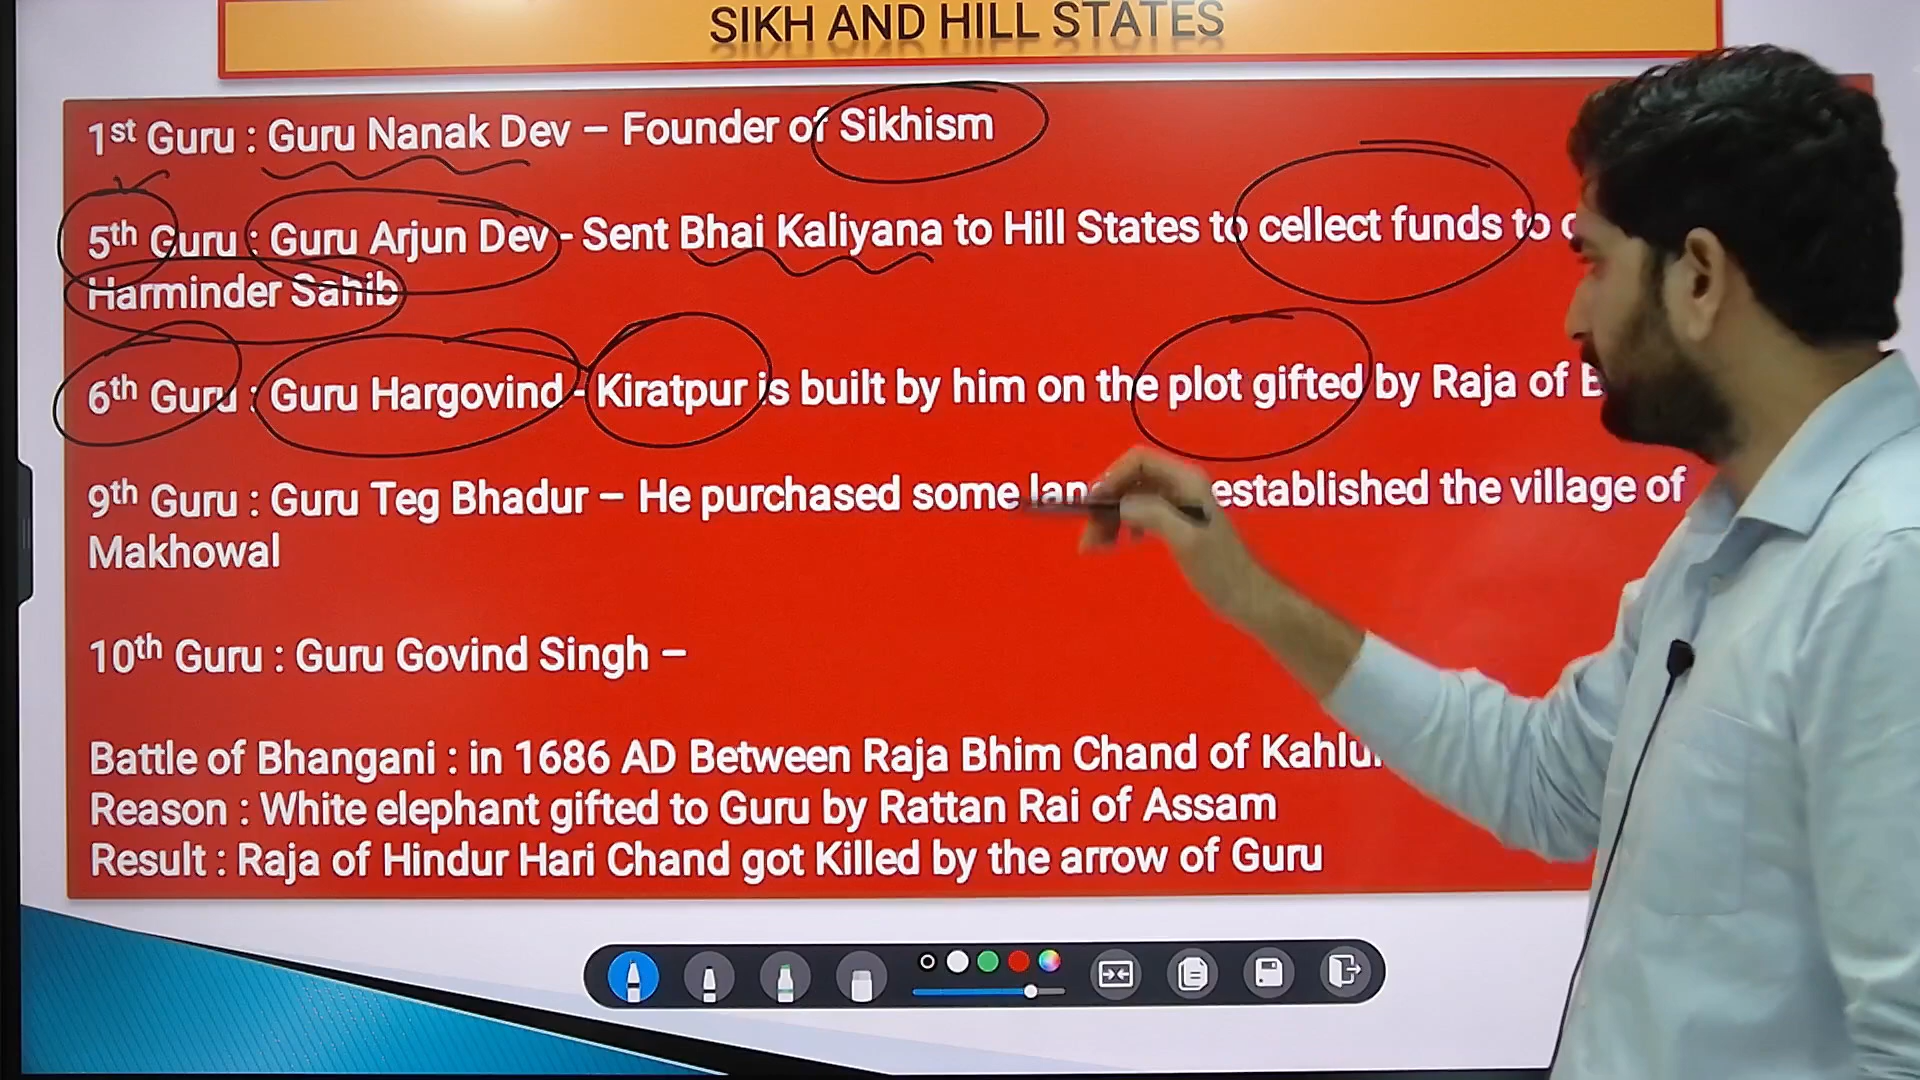 SIKH AND HILL STATES
1st Guru : Guru Nanak Dev – Founder of Sikhism
5th Guru : Guru Arjun Dev - Sent Bhai Kaliyana to Hill States to cellect funds to
Harminder Sahib
6th Guru : Guru Hargovind - Kiratpur is built by him on the plot gifted by Raja of
9th Guru : Guru Teg Bhadur – He purchased some established the village of
Makhowal
10th Guru : Guru Govind Singh –
Battle of Bhangani : in 1686 AD Between Raja Bhim Chand of
Reason : White elephant gifted to Guru by Rattan Rai of Assam
Result : Raja of Hindur Hari Chand got Killed by the arrow of Guru